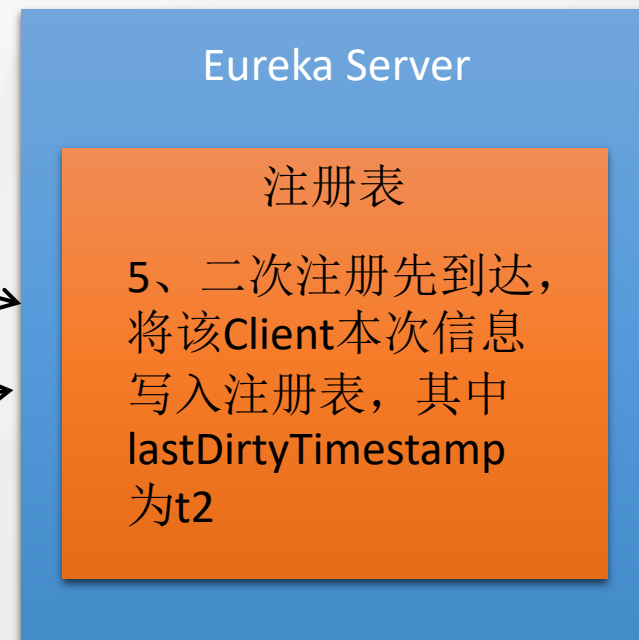 Eureka Server
注册表
5、二次注册先到达，
将该Client本次信息
写入注册表，其中
lastDirtyTimestamp
为t2